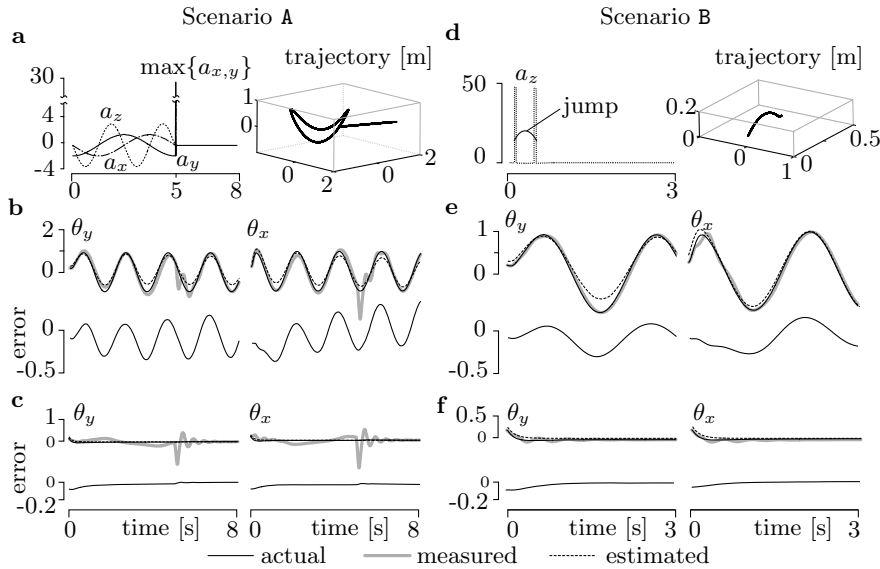 Scenario A
Scenario B
a
30
4
0
-4
max{a_{x,y}}
a_z
a_x
a_y
0
5
8
trajectory [m]
1
0
0
2
0
2
d
50
0
a_z
jump
0
3
trajectory [m]
0.2
0
0
1
0
0.5
b
2
0
θ_y
θ_x
error
0
-0.5
e
1
0
θ_y
θ_x
0
-0.5
c
1
0
θ_y
θ_x
error
0
-0.2
0
time [s]
8
0
time [s]
8
f
0.5
0
θ_y
θ_x
0
-0.2
0
time [s]
3
0
time [s]
3
actual
measured
estimated